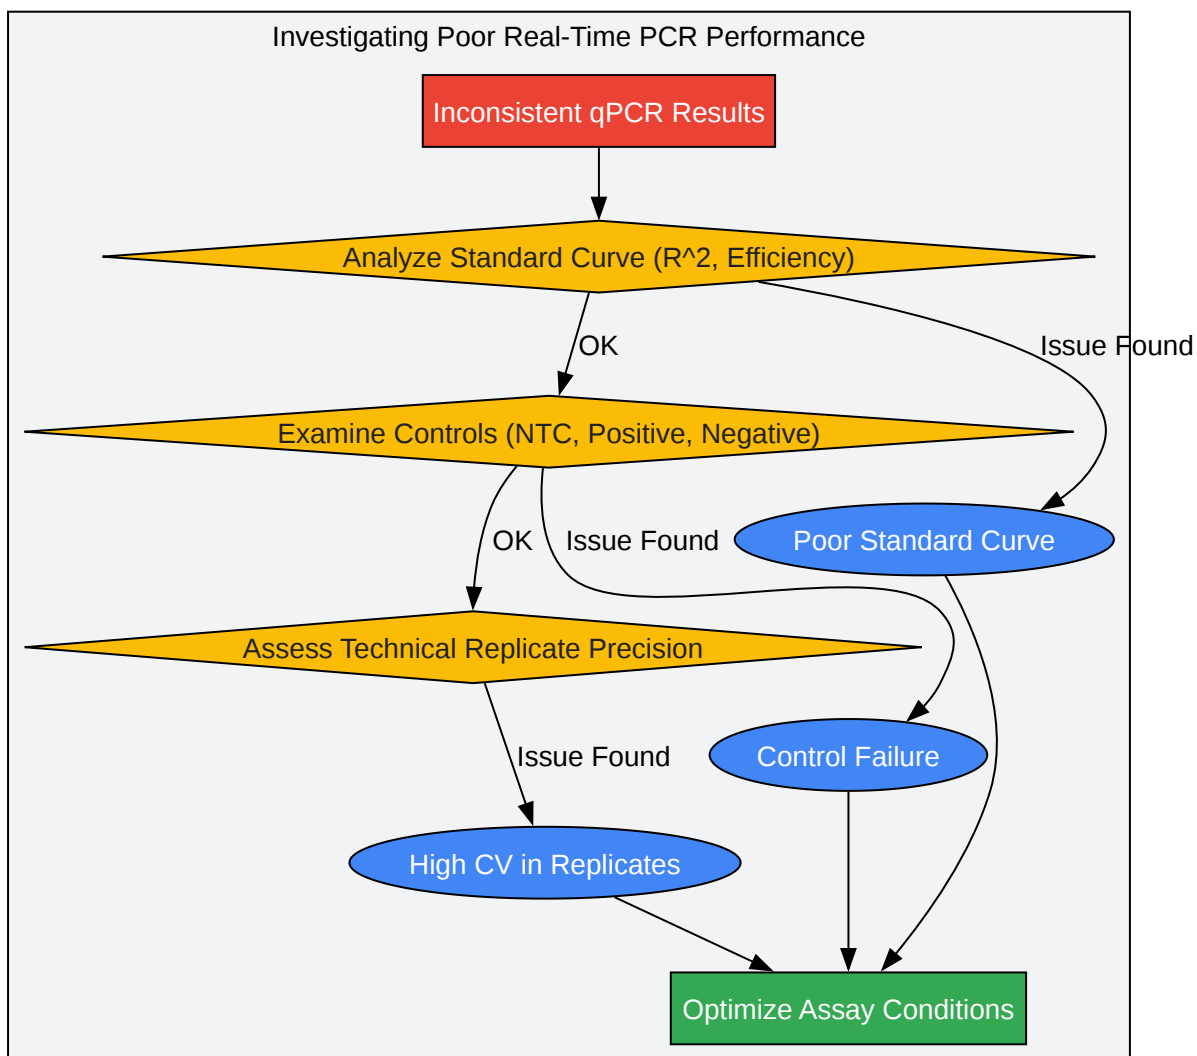 Investigating Poor Real-Time PCR Performance
Inconsistent qPCR Results
Analyze Standard Curve (R^2, Efficiency)
OK
Issue Found
Examine Controls (NTC, Positive, Negative)
OK
Issue Found
Poor Standard Curve
Assess Technical Replicate Precision
Issue Found
Control Failure
High CV in Replicates
Optimize Assay Conditions